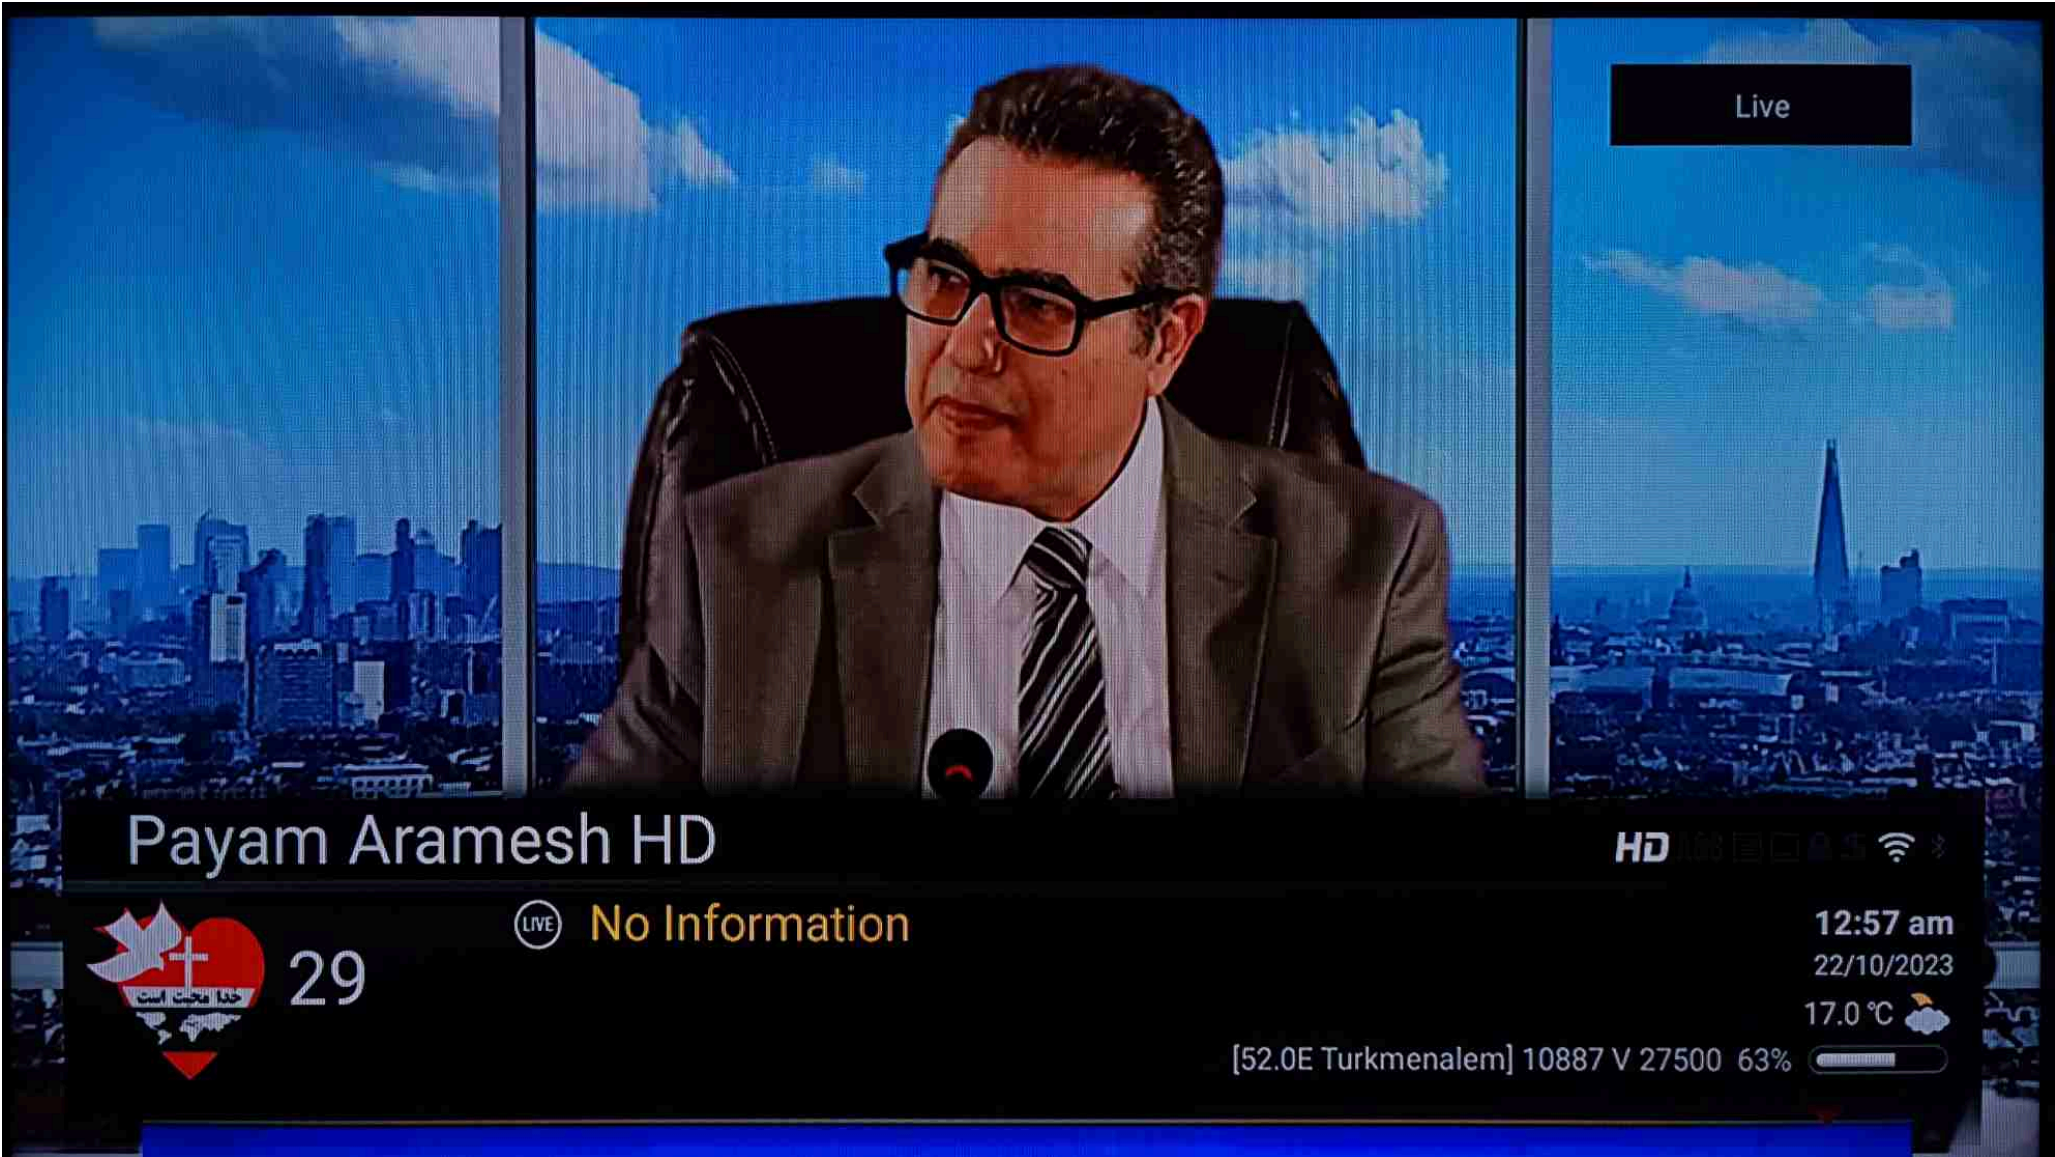 Live
Payam Aramesh HD
HD
LIVE No Information
12:57 am
22/10/2023
29
17.0 °C
[52.0E Turkmenalem] 10887 V 27500 63%